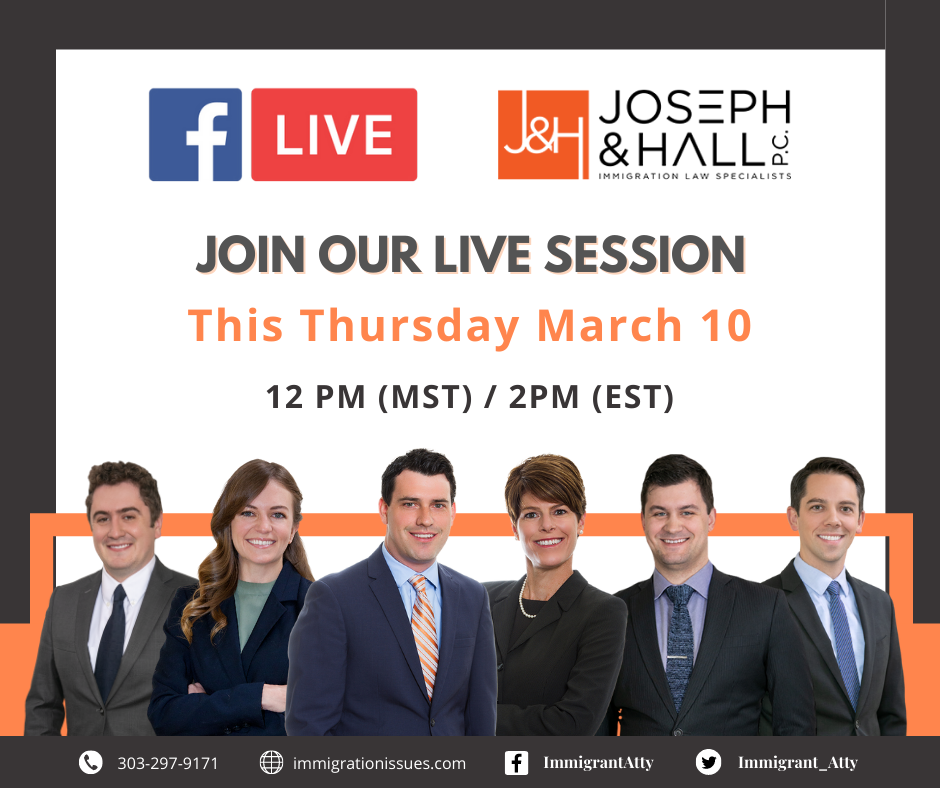 f LIVE
J&H JOSEPH
& HALL P.C.
IMMIGRATION LAW SPECIALISTS
JOIN OUR LIVE SESSION
This Thursday March 10
12 PM (MST) / 2PM (EST)
303-297-9171 immigrationissues.com ImmigrantAtty Immigrant_Atty